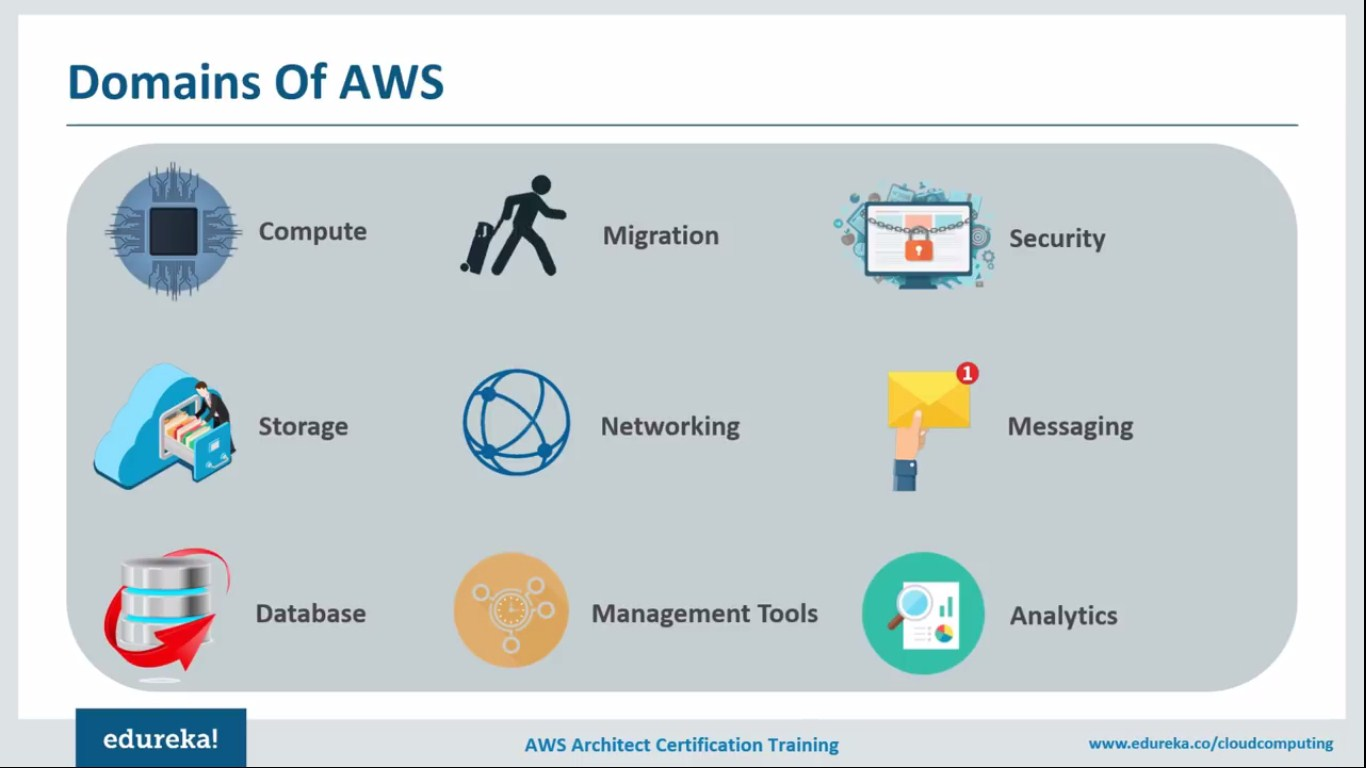 Domains Of AWS
Compute
Migration
Security
Storage
Networking
1
Messaging
Database
Management Tools
Analytics
edureka!
AWS Architect Certification Training
www.edureka.co/cloudcomputing